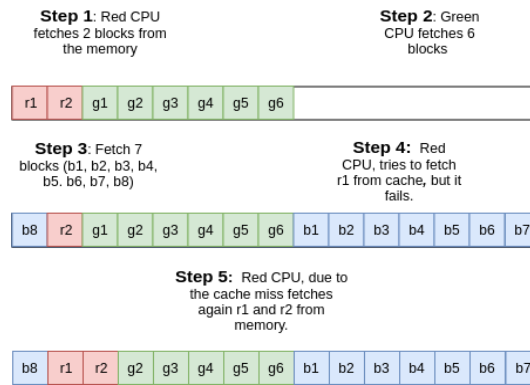 Step 1: Red CPU
fetches 2 blocks from
the memory
Step 2: Green
CPU fetches 6
blocks
r1 r2 g1 g2 g3 g4 g5 g6
Step 3: Fetch 7
blocks (b1, b2, b3, b4,
b5. b6, b7, b8)
Step 4: Red
CPU, tries to fetch
r1 from cache, but it
fails.
b8 r2 g1 g2 g3 g4 g5 g6 b1 b2 b3 b4 b5 b6 b7
Step 5: Red CPU, due to
the cache miss fetches
again r1 and r2 from
memory.
b8 r1 r2 g2 g3 g4 g5 g6 b1 b2 b3 b4 b5 b6 b7